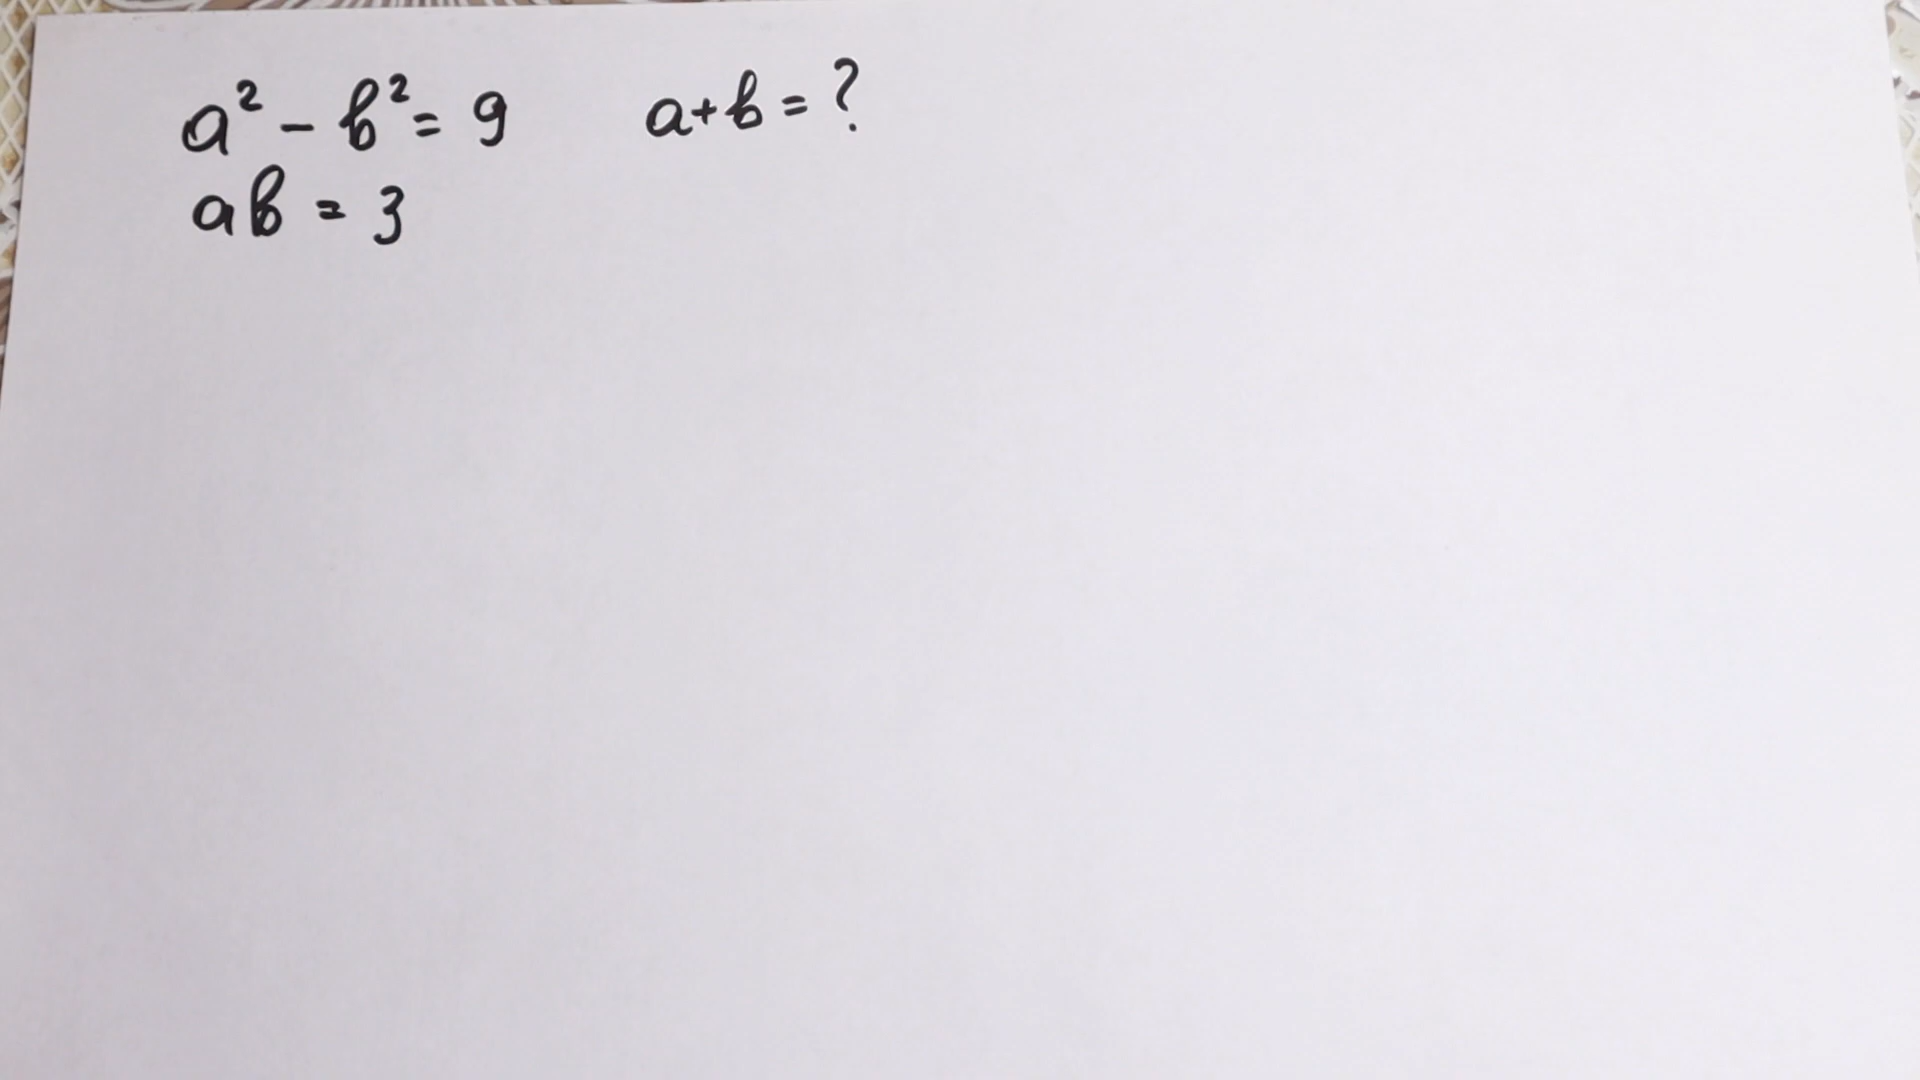 a² - b² = 9 a+b = ?
ab = 3